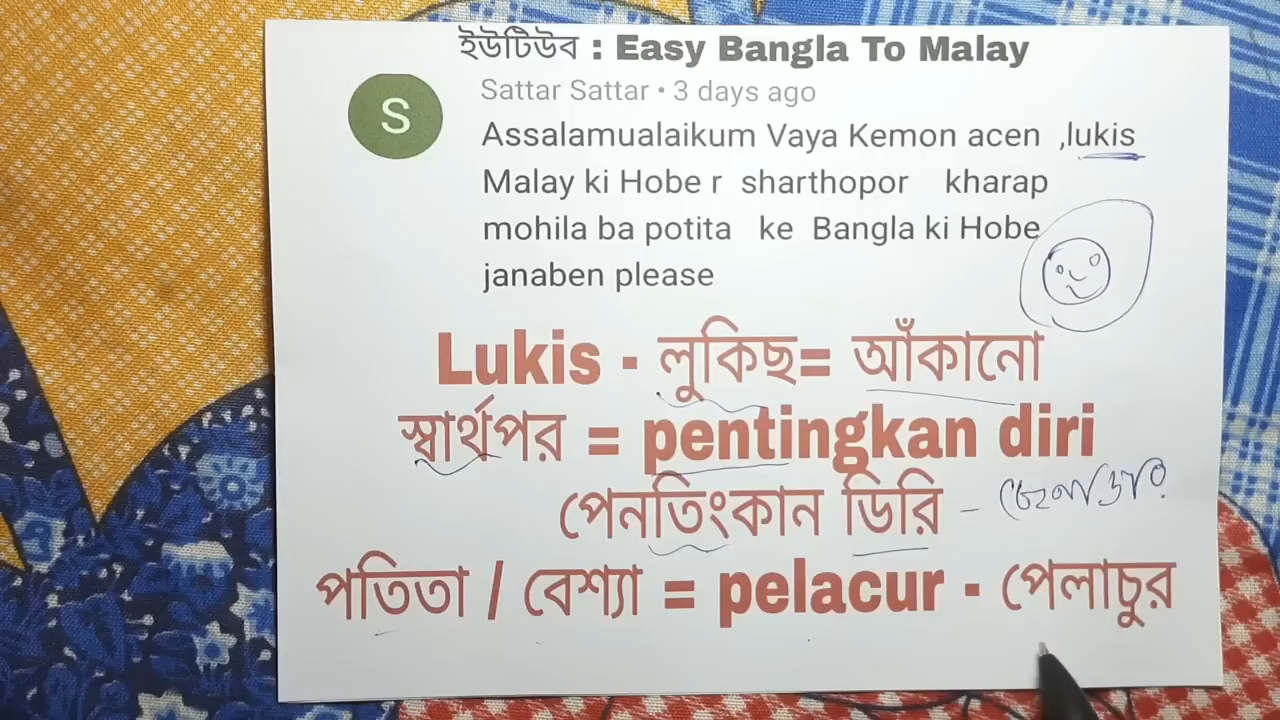 ইউটিউব : Easy Bangla To Malay
Sattar Sattar • 3 days ago
S
Assalamualaikum Vaya Kemon acen ,lukis
Malay ki Hobe r sharthopor kharap
mohila ba potita ke Bangla ki Hobe
janaben please
Lukis - লুকিছ= আঁকানো
স্বার্থপর = pentingkan diri
পেনতিংকান ডিরি -
পতিতা / বেশ্যা = pelacur - পেলাচুর